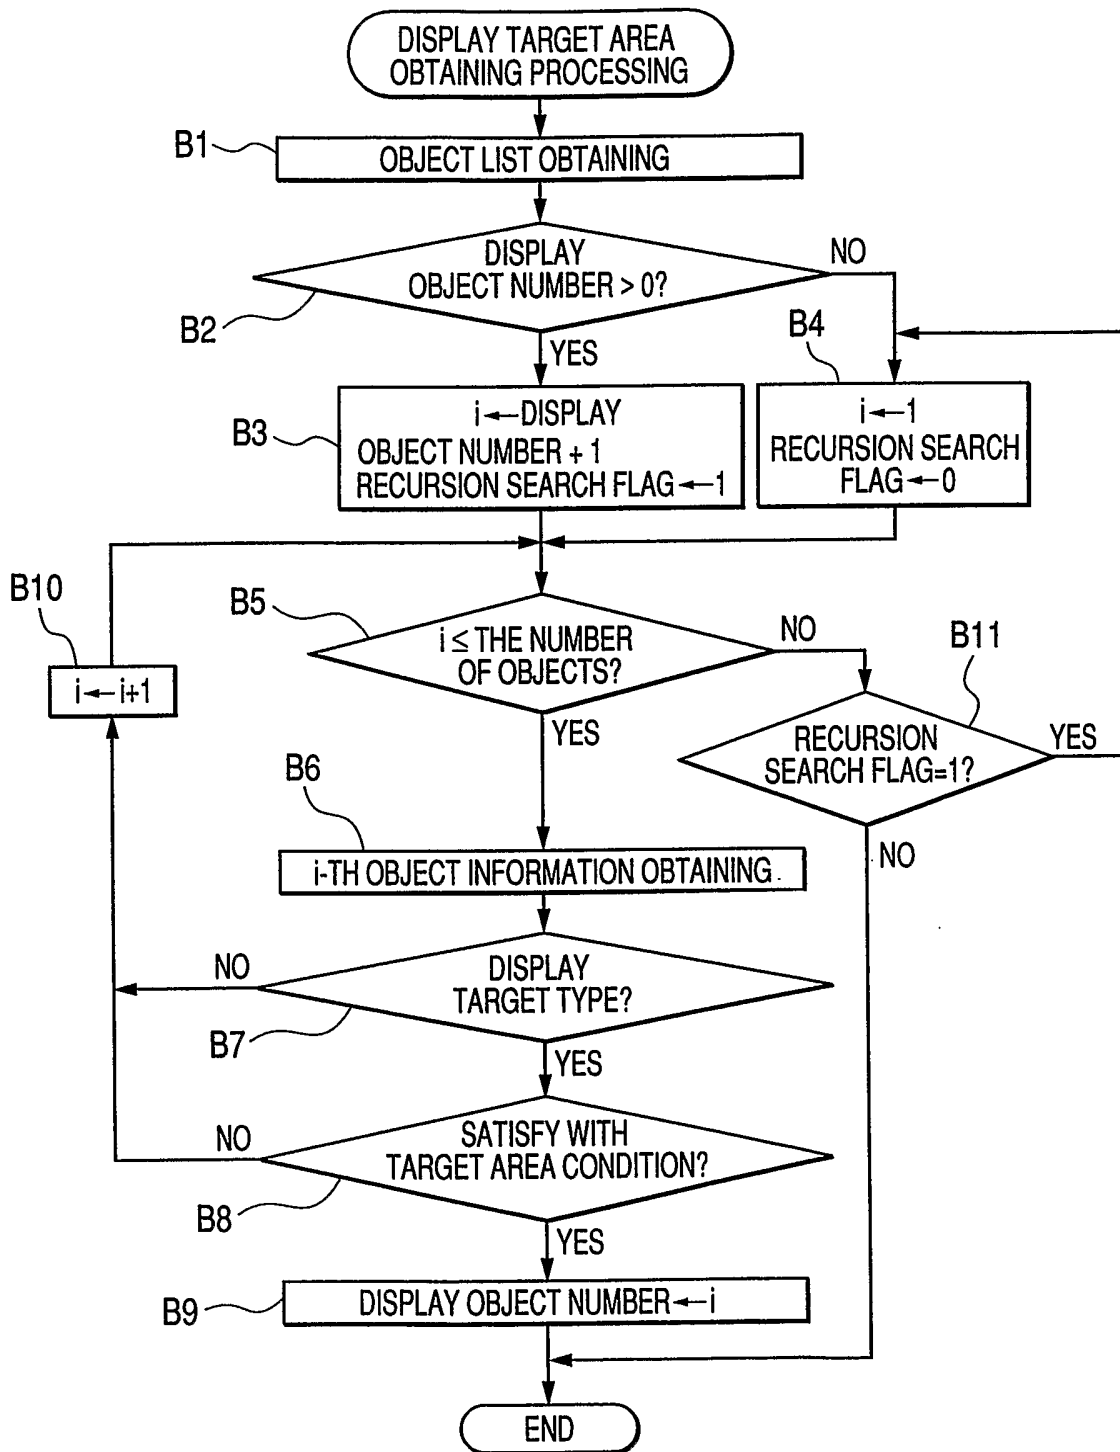 DISPLAY TARGET AREA
OBTAINING PROCESSING
B1
OBJECT LIST OBTAINING
DISPLAY
OBJECT NUMBER > 0?
NO
B2
YES
B4
B3
i←DISPLAY
OBJECT NUMBER + 1
RECURSION SEARCH FLAG←1
i←1
RECURSION SEARCH
FLAG←0
B10
i←i+1
B5
i ≤ THE NUMBER
OF OBJECTS?
NO
YES
B11
RECURSION
SEARCH FLAG=1?
YES
NO
B6
i-TH OBJECT INFORMATION OBTAINING
DISPLAY
TARGET TYPE?
NO
B7
YES
SATISFY WITH
TARGET AREA CONDITION?
NO
B8
YES
B9
DISPLAY OBJECT NUMBER←i
END